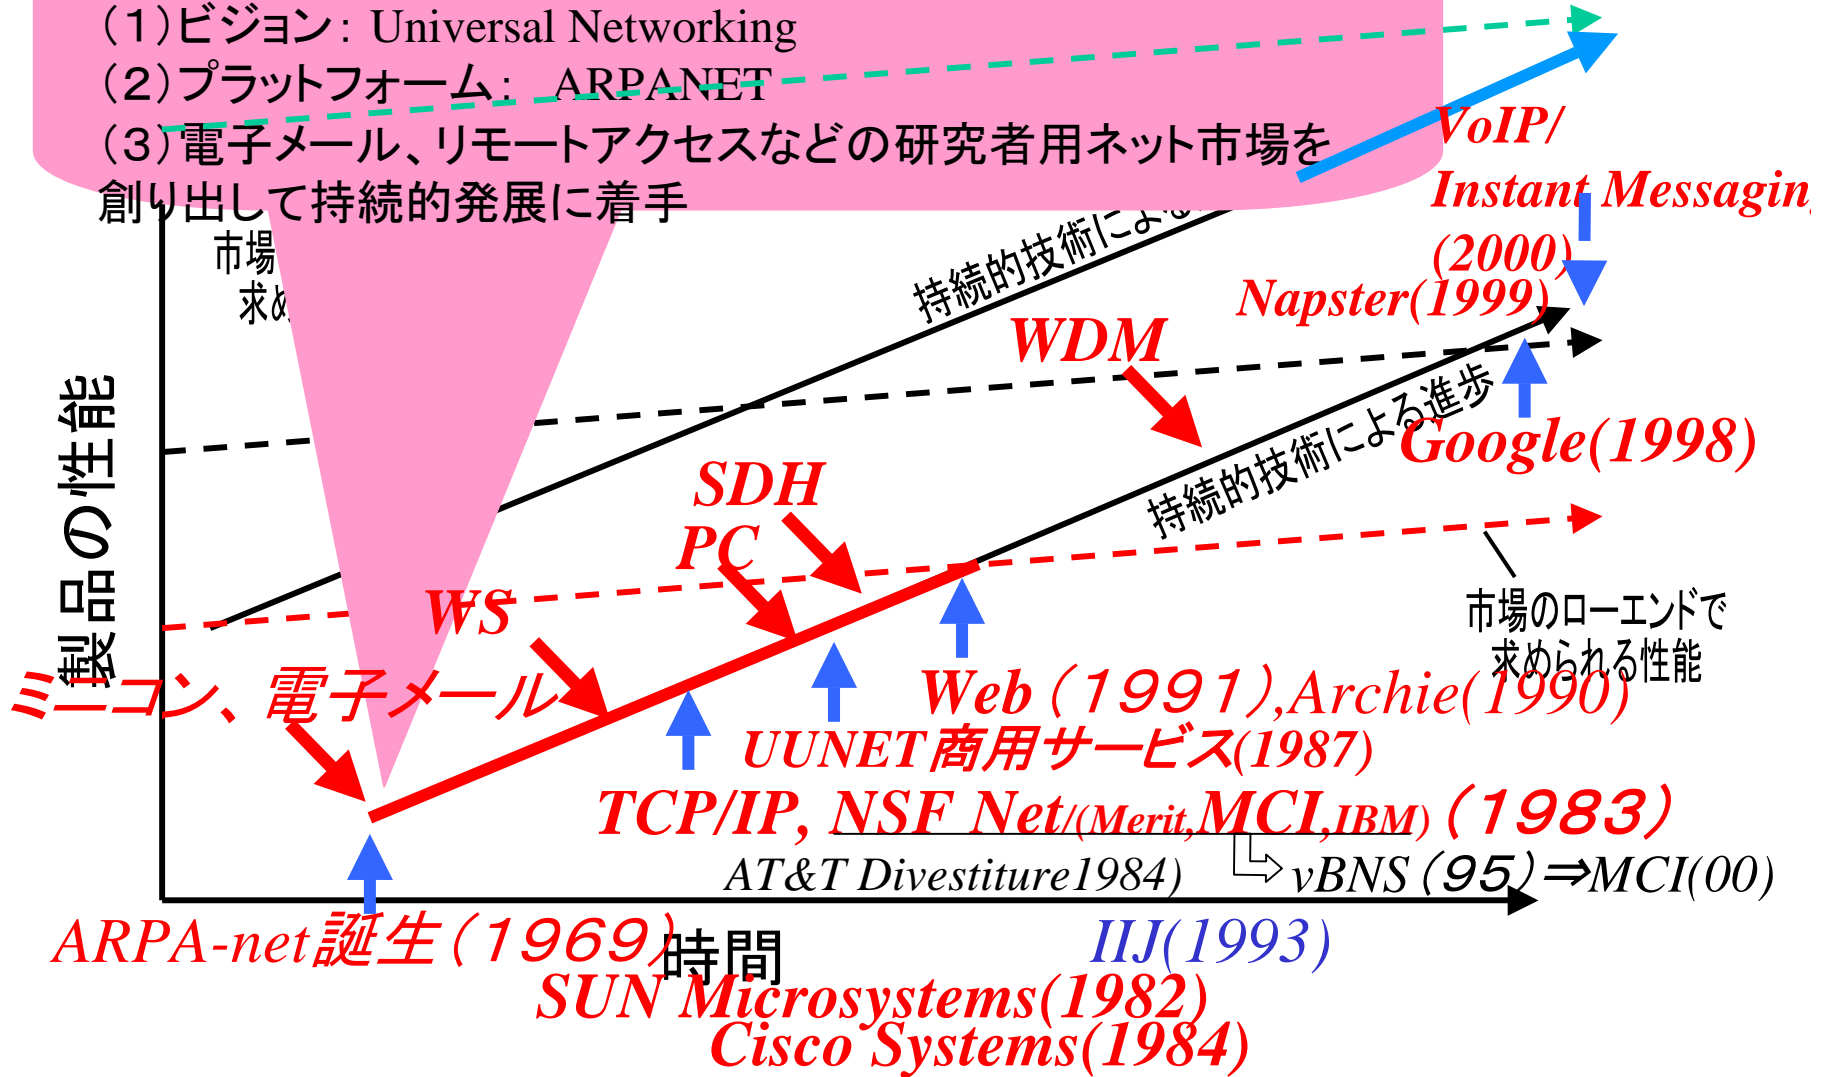 （１）ビジョン： Universal Networking
（２）プラットフォーム： ARPANET
（３）電子メール、リモートアクセスなどの研究者用ネット市場を
創り出して持続的発展に着手
VoIP/
Instant Messaging
(2000)
市場
求め
持続的技術による
Napster(1999)
WDM
持続的技術による進歩
Google(1998)
製品の性能
SDH
PC
WS
市場のローエンドで
求められる性能
ミニコン、電子メール
Web（１９９１）,Archie(1990)
UUNET商用サービス(1987)
TCP/IP, NSF Net/(Merit,MCI,IBM)（１９８３）
AT&T Divestiture1984)
vBNS（９５）⇒MCI(00)
ARPA-net誕生（１９６９）
時間
IIJ(1993)
SUN Microsystems(1982)
Cisco Systems(1984)